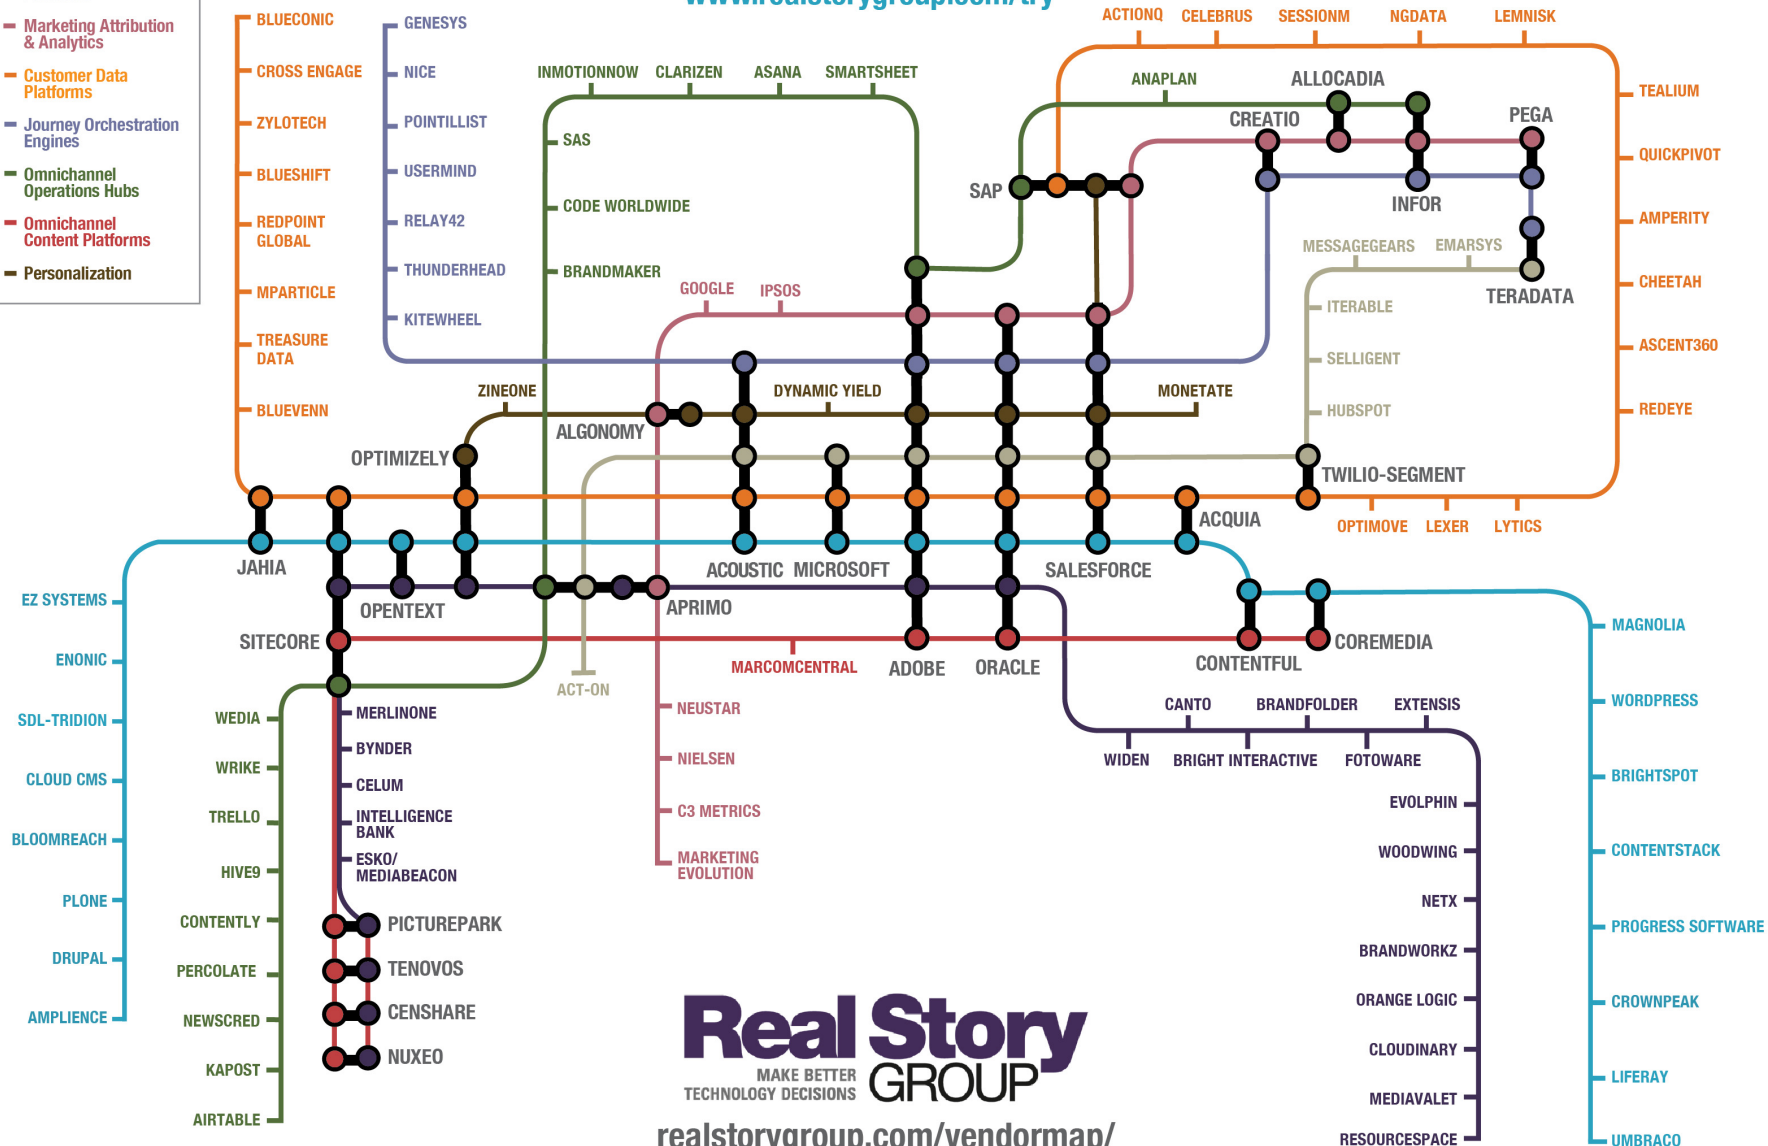 www.realstorygroup.com/try
Marketing Attribution
& Analytics
Customer Data
Platforms
Journey Orchestration
Engines
Omnichannel
Operations Hubs
Omnichannel
Content Platforms
Personalization
BLUECONIC
CROSS ENGAGE
ZYLOTECH
BLUESHIFT
REDPOINT
GLOBAL
MPARTICLE
TREASURE
DATA
BLUEVENN
GENESYS
NICE
POINTILLIST
USERMIND
RELAY42
THUNDERHEAD
KITEWHEEL
INMOTIONNOW
CLARIZEN
ASANA
SMARTSHEET
SAS
CODE WORLDWIDE
BRANDMAKER
GOOGLE
IPSOS
ACTIONQ
CELEBRUS
SESSIONM
NGDATA
LEMNISK
ANAPLAN
ALLOCADIA
CREATIO
PEGA
SAP
INFOR
MESSAGEGEARS
EMARSYS
TERADATA
ITERABLE
SELLIGENT
HUBSPOT
TEALIUM
QUICKPIVOT
AMPERITY
CHEETAH
ASCENT360
REDEYE
ZINEONE
DYNAMIC YIELD
MONETATE
ALGONOMY
OPTIMIZELY
TWILIO-SEGMENT
OPTIMOVE
LEXER
LYTICS
ACQUIA
JAHIA
OPENTEXT
ACOUSTIC
MICROSOFT
SALESFORCE
APRIMO
SITECORE
MARCOMCENTRAL
ADOBE
ORACLE
CONTENTFUL
COREMEDIA
ACT-ON
EZ SYSTEMS
ENONIC
SDL-TRIDION
CLOUD CMS
BLOOMREACH
PLONE
DRUPAL
AMPLIENCE
WEDIA
WRIKE
TRELLO
HIVE9
CONTENTLY
PERCOLATE
NEWSCRED
KAPOST
AIRTABLE
MERLINONE
BYNDER
CELUM
INTELLIGENCE
BANK
ESKO/
MEDIABEACON
PICTUREPARK
TENOVOS
CENSHARE
NUXEO
NEUSTAR
NIELSEN
C3 METRICS
MARKETING
EVOLUTION
CANTO
BRANDFOLDER
EXTENSIS
WIDEN
BRIGHT INTERACTIVE
FOTOWARE
EVOLPHIN
WOODWING
NETX
BRANDWORKZ
ORANGE LOGIC
CLOUDINARY
MEDIAVALET
RESOURCESPACE
MAGNOLIA
WORDPRESS
BRIGHTSPOT
CONTENTSTACK
PROGRESS SOFTWARE
CROWNPEAK
LIFERAY
UMBRACO
Real Story
GROUP
MAKE BETTER
TECHNOLOGY DECISIONS
realstorygroup.com/vendormap/